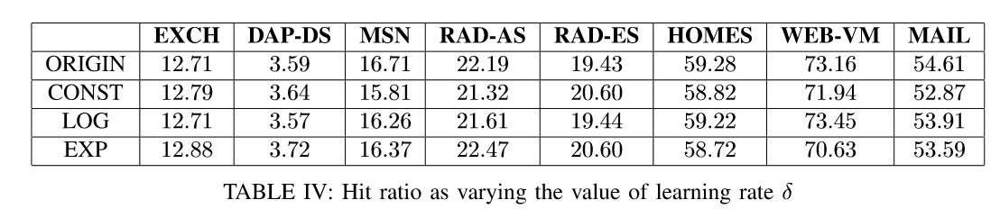 EXCH DAP-DS MSN RAD-AS RAD-ES HOMES WEB-VM MAIL
ORIGIN 12.71 3.59 16.71 22.19 19.43 59.28 73.16 54.61
CONST 12.79 3.64 15.81 21.32 20.60 58.82 71.94 52.87
LOG 12.71 3.57 16.26 21.61 19.44 59.22 73.45 53.91
EXP 12.88 3.72 16.37 22.47 20.60 58.72 70.63 53.59
TABLE IV: Hit ratio as varying the value of learning rate δ